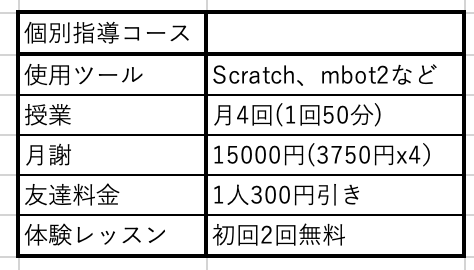 個別指導コース
使用ツール Scratch、mbot2など
授業 月4回(1回50分)
月謝 15000円(3750円x4)
友達料金 1人300円引き
体験レッスン 初回2回無料